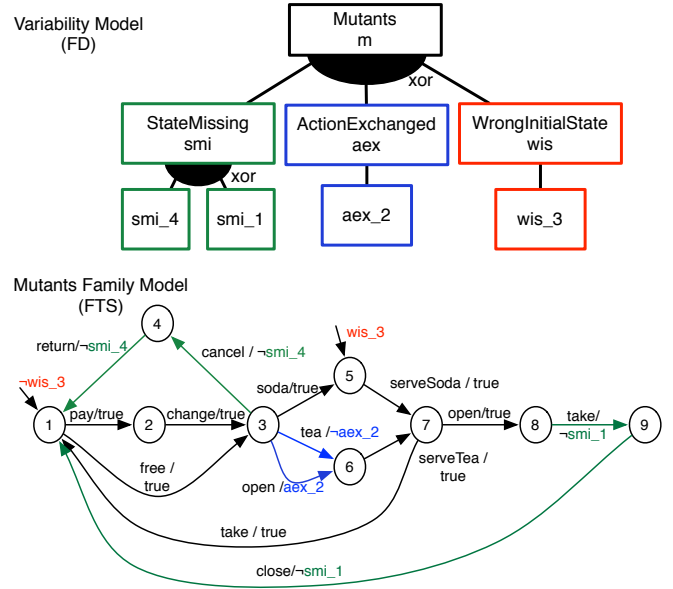 Variability Model
(FD)
Mutants
m
xor
StateMissing
smi
ActionExchanged
aex
WrongInitialState
wis
xor
smi_4
smi_1
aex_2
wis_3
Mutants Family Model
(FTS)
4
return/¬smi_4
cancel / ¬smi_4
wis_3
¬wis_3
5
soda/true
serveSoda / true
1
pay/true
2
change/true
3
tea /¬aex_2
7
open/true
8
take/
¬smi_1
9
6
serveTea /
true
free /
true
open /aex_2
take / true
close/¬smi_1